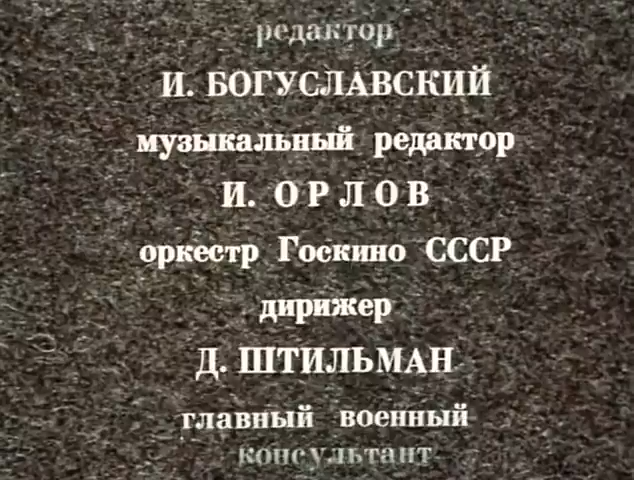 редактор
И. БОГУСЛАВСКИЙ
музыкальный редактор
И. ОРЛОВ
оркестр Госкино СССР
дирижер
Д. ШТИЛЬМАН
главный военный
консультант